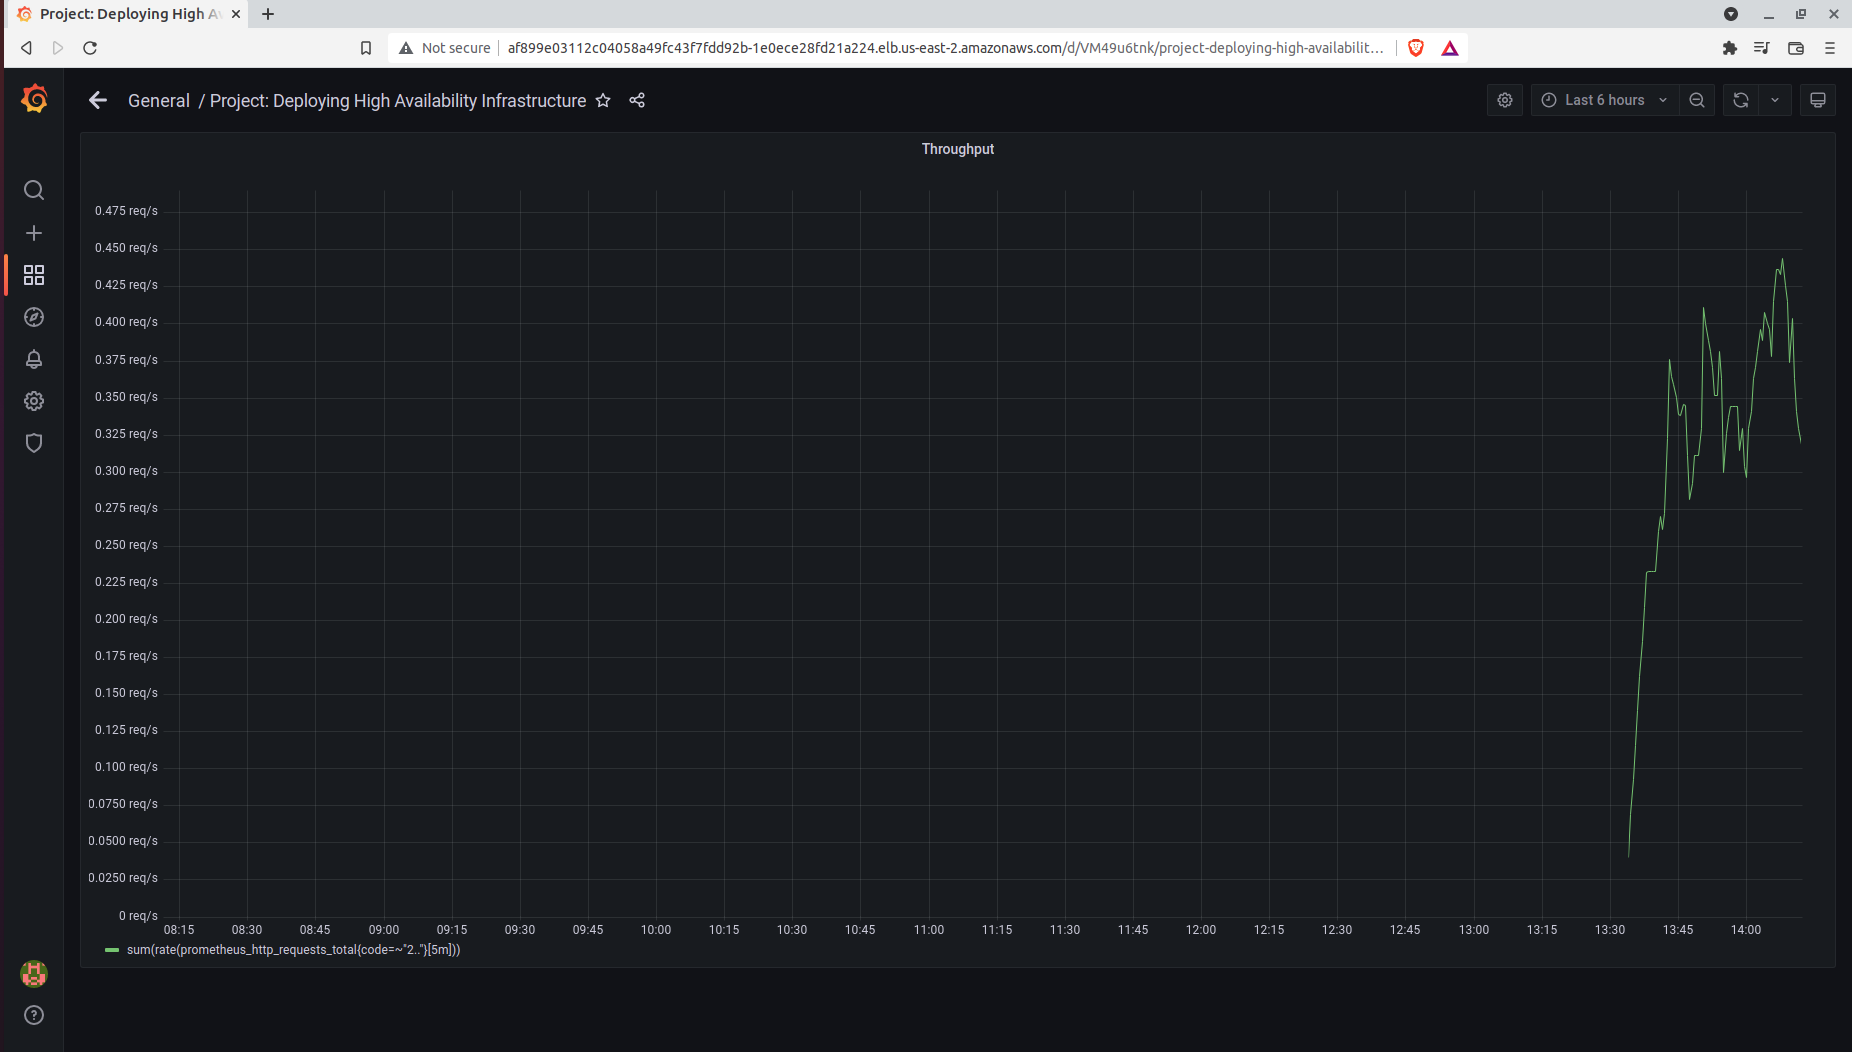 Project: Deploying High Av
Not secure
af899e03112c04058a49fc43f7fdd92b-1e0ece28fd21a224.elb.us-east-2.amazonaws.com/d/VM49u6tnk/project-deploying-high-availabilit...
General / Project: Deploying High Availability Infrastructure
Last 6 hours
Throughput
0.475 req/s
0.450 req/s
0.425 req/s
0.400 req/s
0.375 req/s
0.350 req/s
0.325 req/s
0.300 req/s
0.275 req/s
0.250 req/s
0.225 req/s
0.200 req/s
0.175 req/s
0.150 req/s
0.125 req/s
0.100 req/s
0.0750 req/s
0.0500 req/s
0.0250 req/s
0 req/s
08:15 08:30 08:45 09:00 09:15 09:30 09:45 10:00 10:15 10:30 10:45 11:00 11:15 11:30 11:45 12:00 12:15 12:30 12:45 13:00 13:15 13:30 13:45 14:00
sum(rate(prometheus_http_requests_total{code=~"2.."}[5m]))